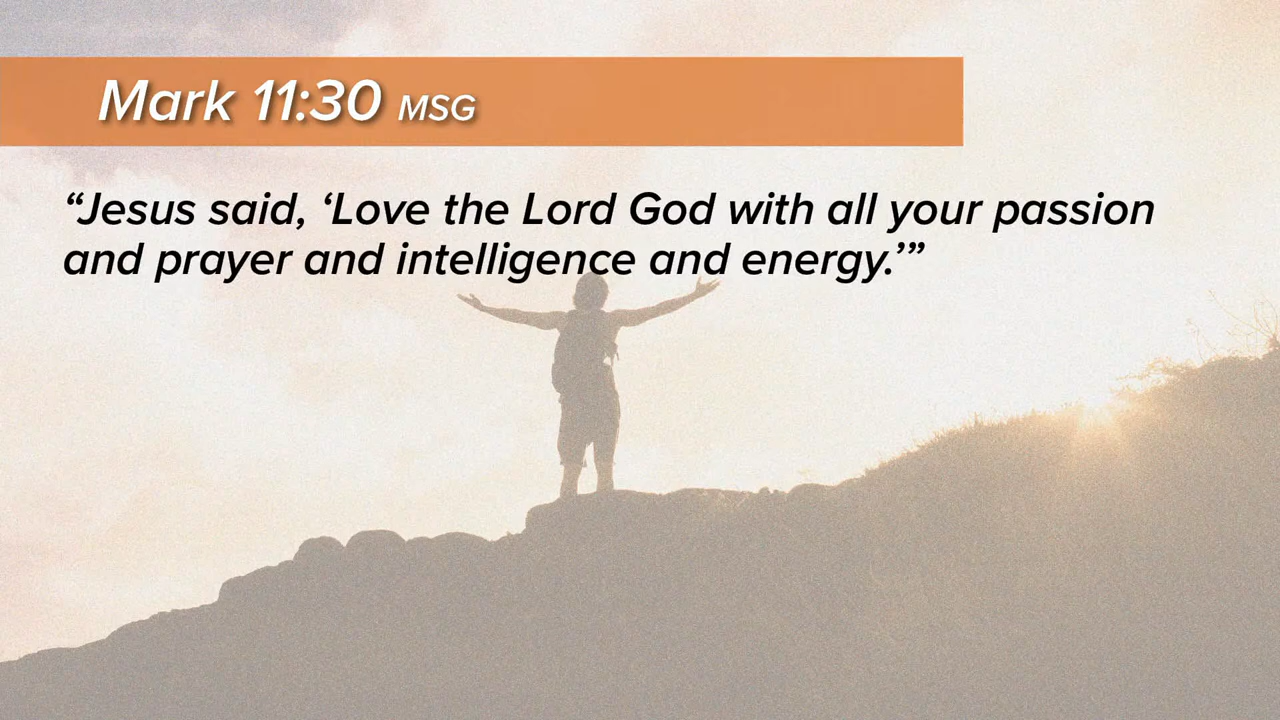 Mark 11:30 MSG
“Jesus said, ‘Love the Lord God with all your passion
and prayer and intelligence and energy.’”